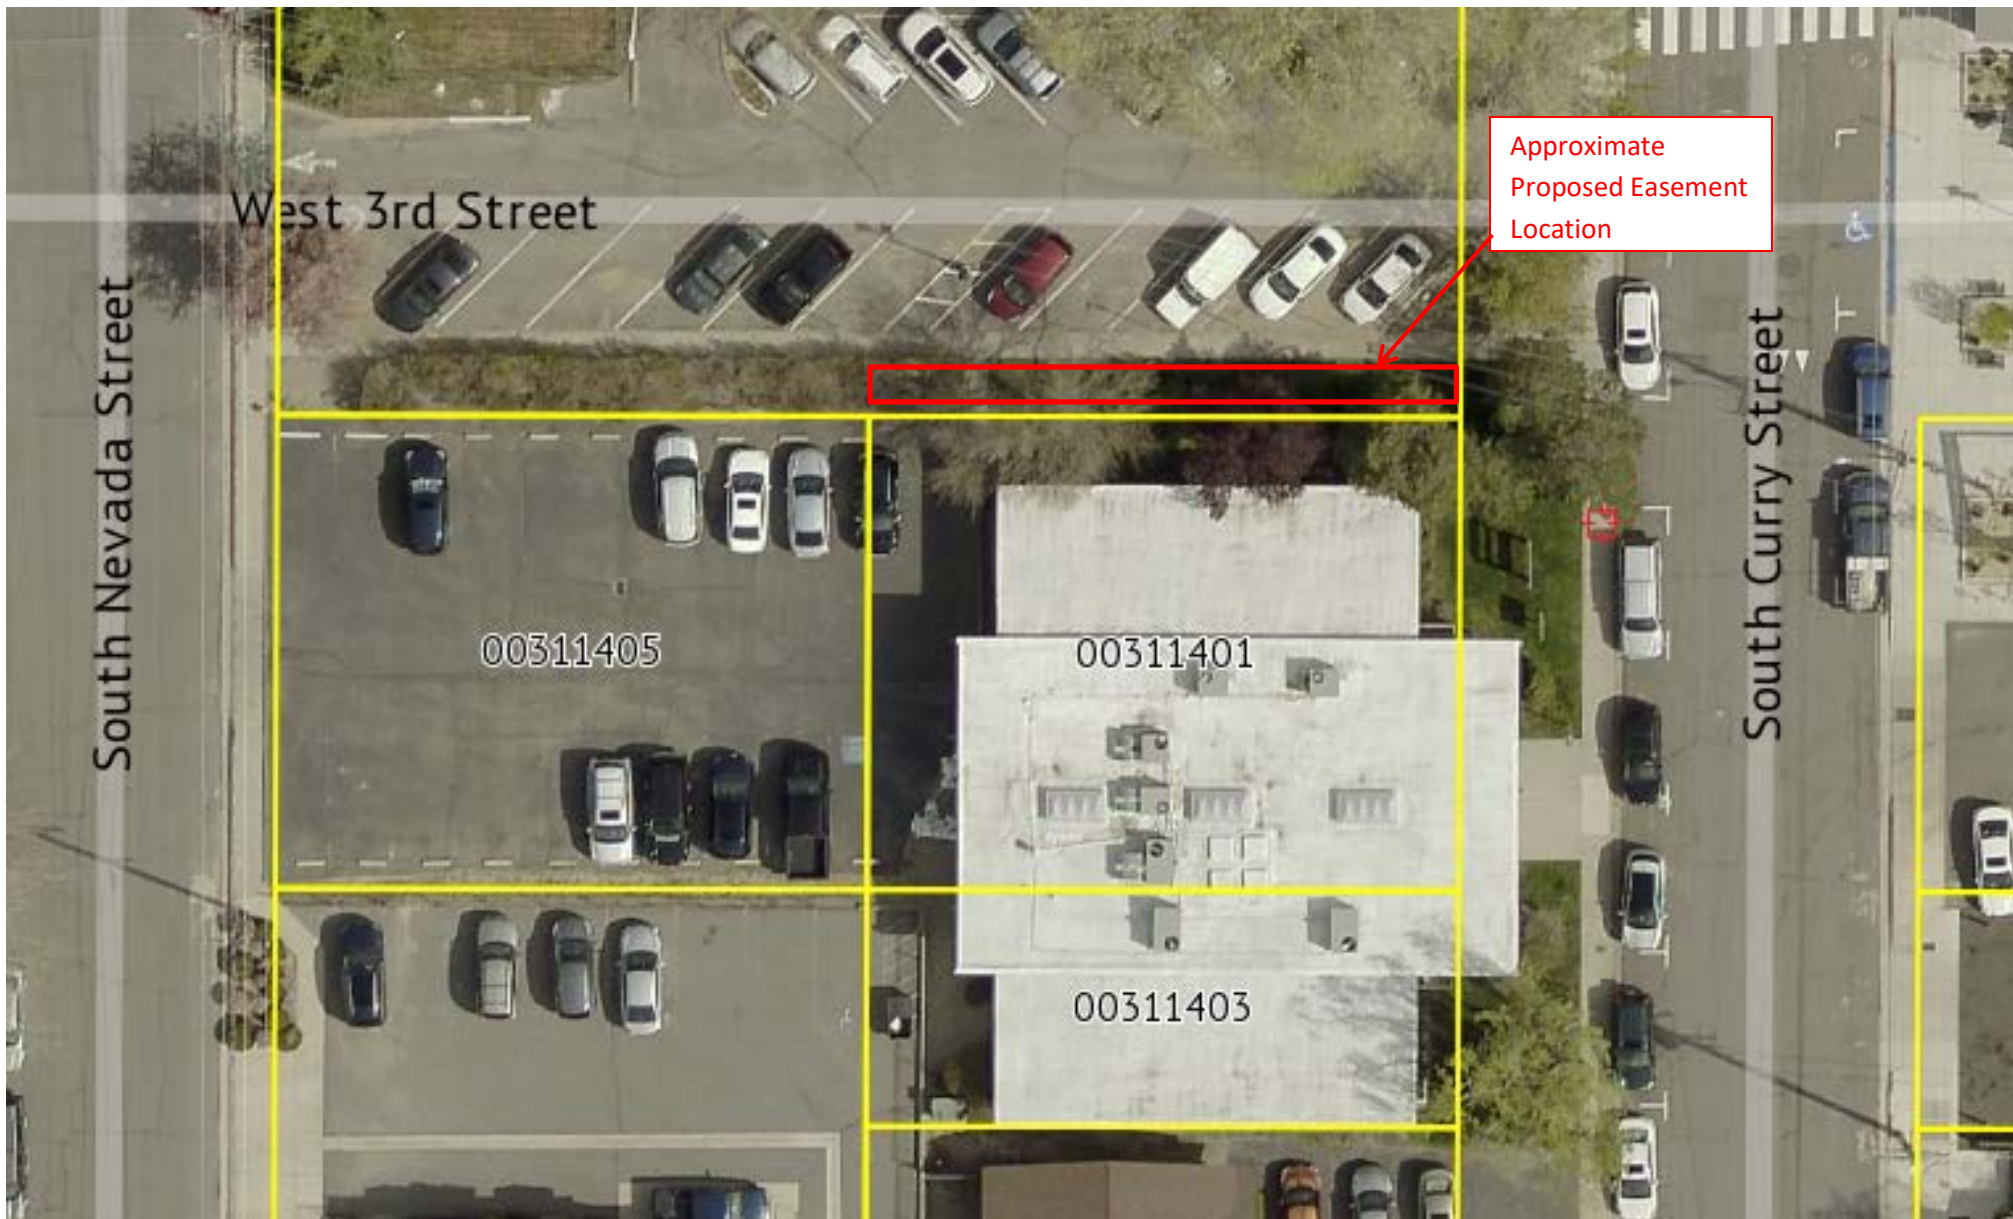 Approximate
Proposed Easement
Location
West 3rd Street
South Nevada Street
South Curry Street
00311405
00311401
00311403